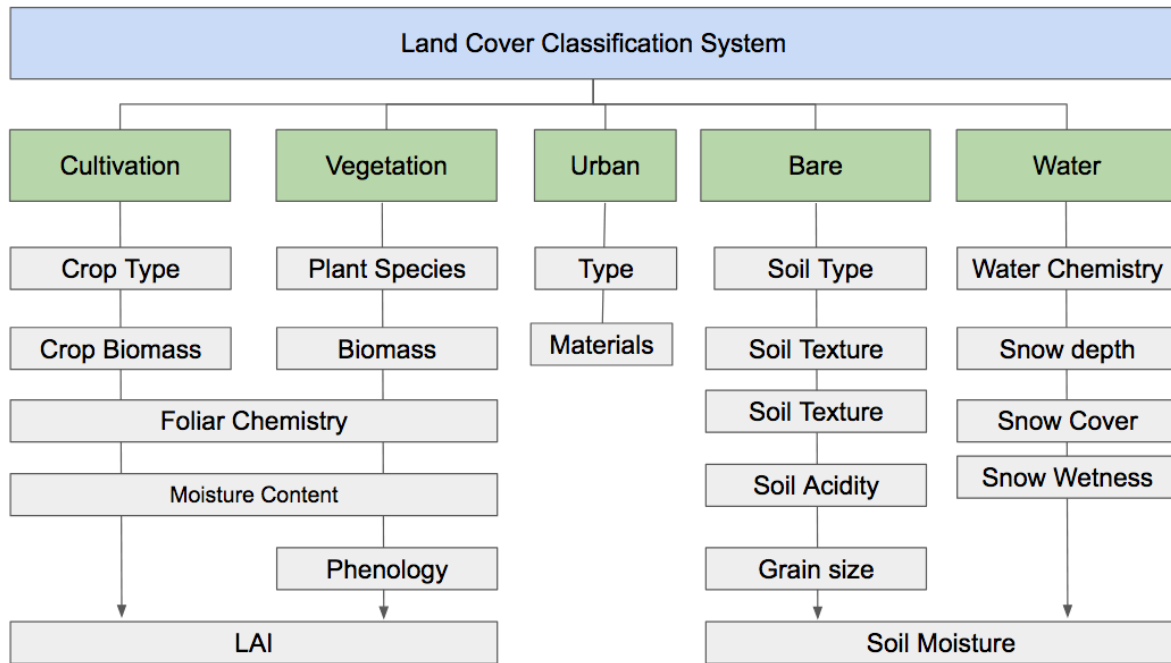 Land Cover Classification System
Cultivation
Vegetation
Urban
Bare
Water
Crop Type
Plant Species
Type
Soil Type
Water Chemistry
Crop Biomass
Biomass
Materials
Soil Texture
Snow depth
Foliar Chemistry
Soil Texture
Snow Cover
Moisture Content
Soil Acidity
Snow Wetness
Phenology
Grain size
LAI
Soil Moisture